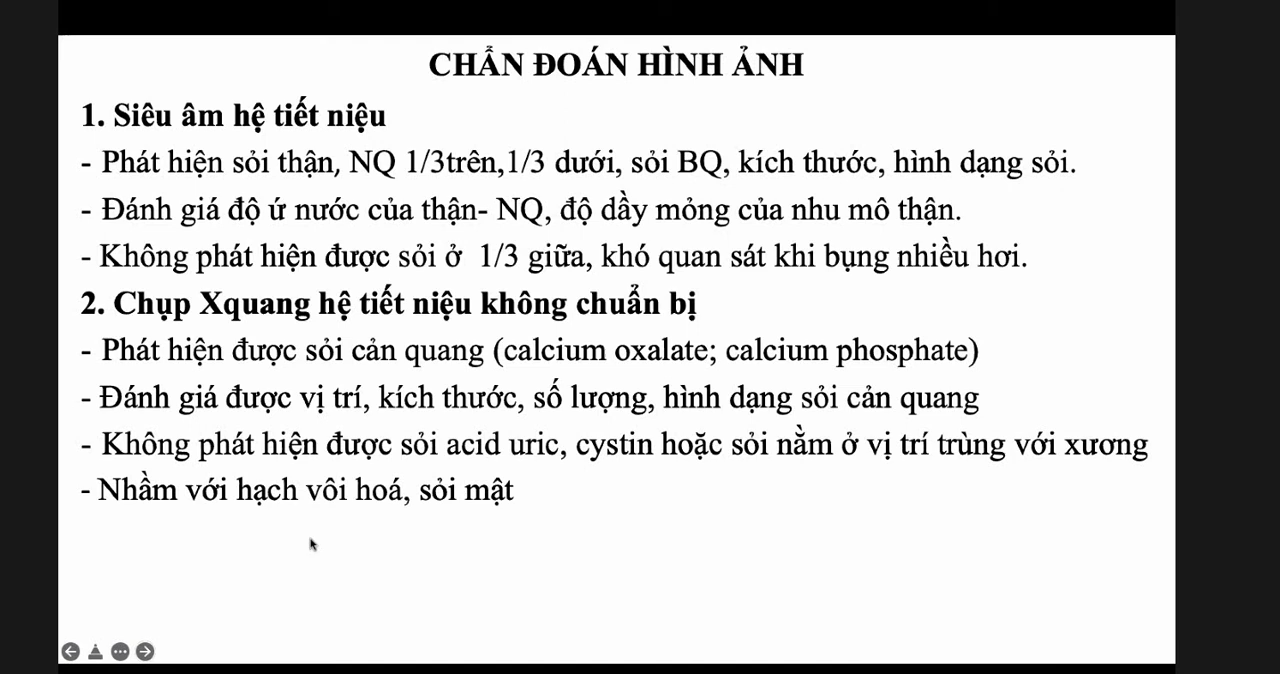 CHẨN ĐOÁN HÌNH ẢNH
1. Siêu âm hệ tiết niệu
- Phát hiện sỏi thận, NQ 1/3trên,1/3 dưới, sỏi BQ, kích thước, hình dạng sỏi.
- Đánh giá độ ứ nước của thận- NQ, độ dầy mỏng của nhu mô thận.
- Không phát hiện được sỏi ở 1/3 giữa, khó quan sát khi bụng nhiều hơi.
2. Chụp Xquang hệ tiết niệu không chuẩn bị
- Phát hiện được sỏi cản quang (calcium oxalate; calcium phosphate)
- Đánh giá được vị trí, kích thước, số lượng, hình dạng sỏi cản quang
- Không phát hiện được sỏi acid uric, cystin hoặc sỏi nằm ở vị trí trùng với xương
- Nhầm với hạch vôi hoá, sỏi mật